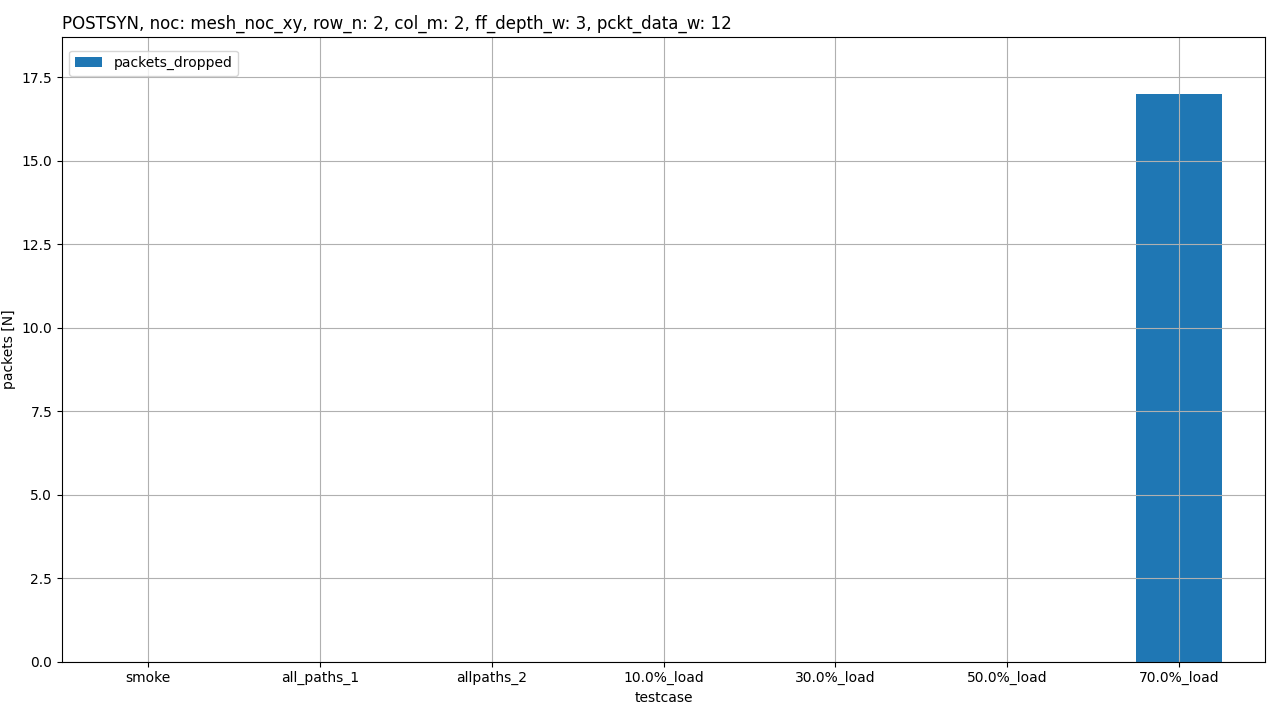 POSTSYN, noc: mesh_noc_xy, row_n: 2, col_m: 2, ff_depth_w: 3, pckt_data_w: 12
packets_dropped
17.5
15.0
12.5
10.0
7.5
5.0
2.5
0.0
packets [N]
smoke all_paths_1 allpaths_2 10.0%_load 30.0%_load 50.0%_load 70.0%_load
testcase